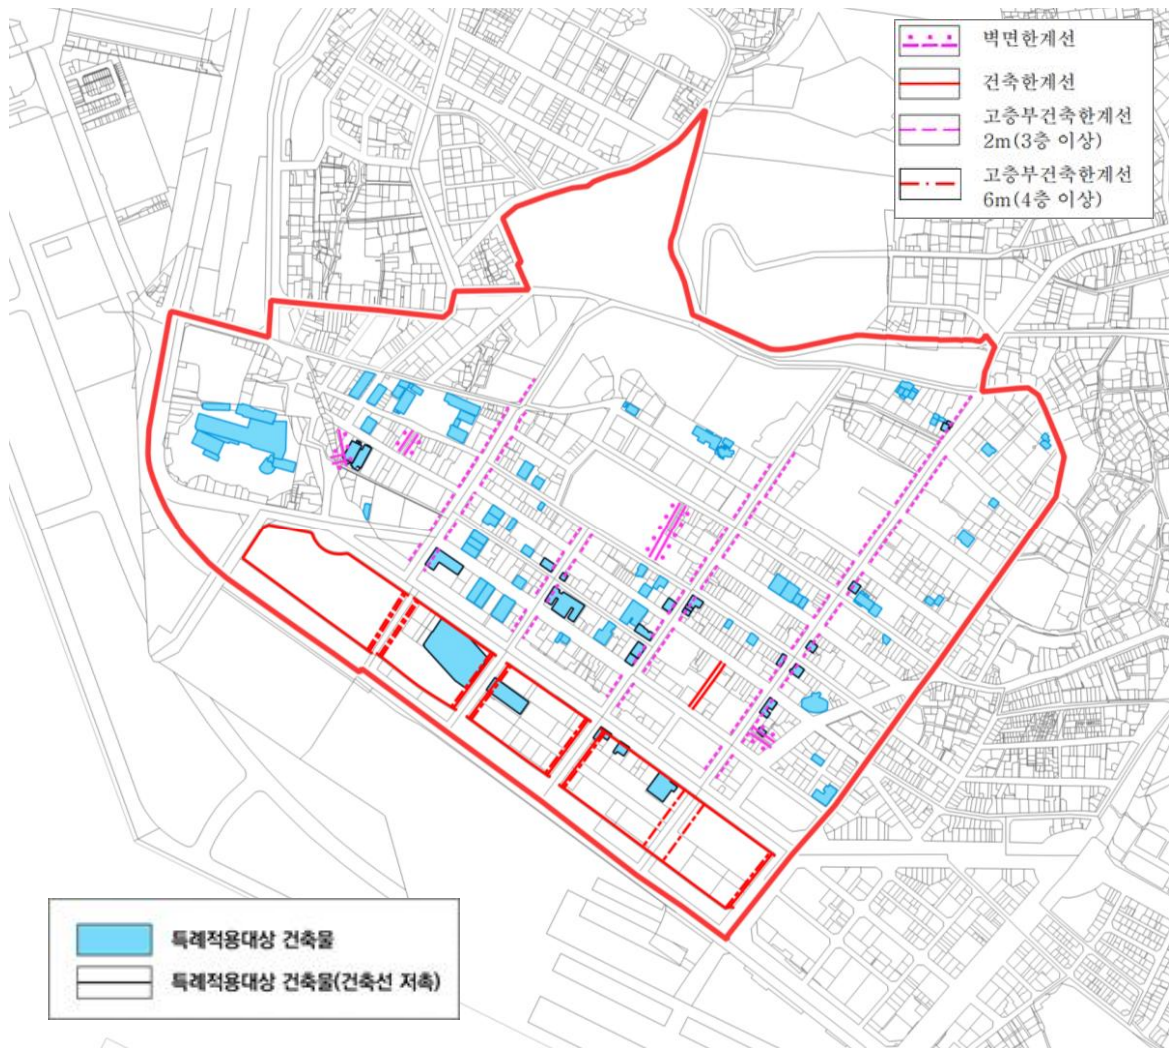 벽면한계선
건축한계선
고층부건축한계선
2m(3층 이상)
고층부건축한계선
6m(4층 이상)
특례적용대상 건축물
특례적용대상 건축물(건축선 저촉)